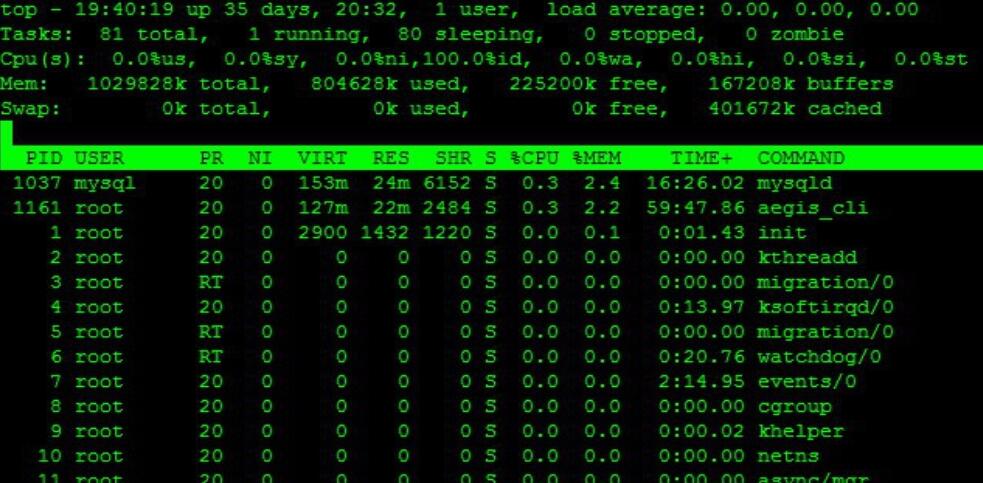 top - 19:40:19 up 35 days, 20:32,  1 user,  load average: 0.00, 0.00, 0.00
Tasks:  81 total,   1 running,  80 sleeping,   0 stopped,   0 zombie
Cpu(s):  0.0%us,  0.0%sy,  0.0%ni,100.0%id,  0.0%wa,  0.0%hi,  0.0%si,  0.0%st
Mem:   1029828k total,   804628k used,   225200k free,   167208k buffers
Swap:        0k total,        0k used,        0k free,   401672k cached
  PID USER      PR  NI  VIRT  RES  SHR S %CPU %MEM    TIME+  COMMAND
 1037 mysql     20   0  153m  24m 6152 S  0.3  2.4  16:26.02 mysqld
 1161 root      20   0  127m  22m 2484 S  0.3  2.2  59:47.86 aegis_cli
    1 root      20   0  2900 1432 1220 S  0.0  0.1   0:01.43 init
    2 root      20   0     0    0    0 S  0.0  0.0   0:00.00 kthreadd
    3 root      RT   0     0    0    0 S  0.0  0.0   0:00.00 migration/0
    4 root      20   0     0    0    0 S  0.0  0.0   0:13.97 ksoftirqd/0
    5 root      RT   0     0    0    0 S  0.0  0.0   0:00.00 migration/0
    6 root      RT   0     0    0    0 S  0.0  0.0   0:20.76 watchdog/0
    7 root      20   0     0    0    0 S  0.0  0.0   2:14.95 events/0
    8 root      20   0     0    0    0 S  0.0  0.0   0:00.00 cgroup
    9 root      20   0     0    0    0 S  0.0  0.0   0:00.02 khelper
   10 root      20   0     0    0    0 S  0.0  0.0   0:00.00 netns
   11 root      20   0     0    0    0 S  0.0  0.0   0:00.00 async/mgr